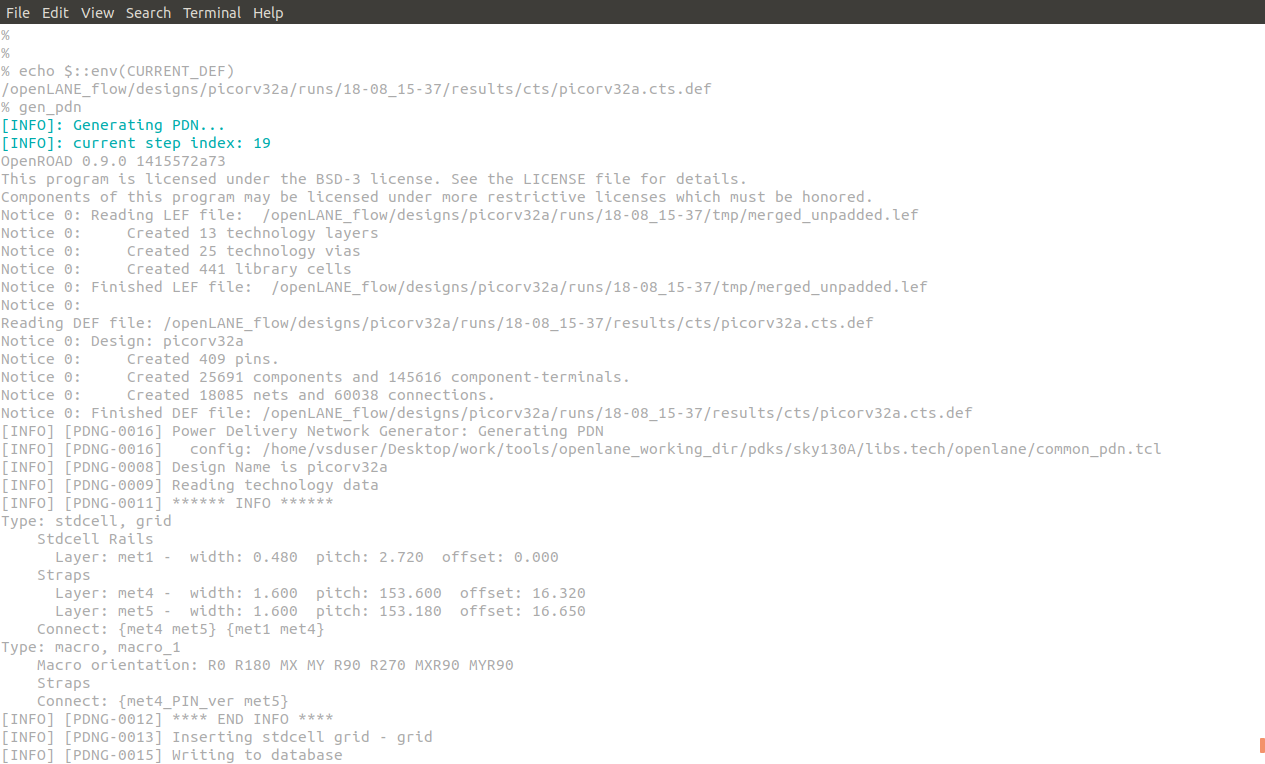 File Edit View Search Terminal Help
%
%
% echo $::env(CURRENT_DEF)
/openLANE_flow/designs/picorv32a/runs/18-08_15-37/results/cts/picorv32a.cts.def
% gen_pdn
[INFO]: Generating PDN...
[INFO]: current step index: 19
OpenROAD 0.9.0 1415572a73
This program is licensed under the BSD-3 license. See the LICENSE file for details.
Components of this program may be licensed under more restrictive licenses which must be honored.
Notice 0: Reading LEF file:  /openLANE_flow/designs/picorv32a/runs/18-08_15-37/tmp/merged_unpadded.lef
Notice 0:     Created 13 technology layers
Notice 0:     Created 25 technology vias
Notice 0:     Created 441 library cells
Notice 0: Finished LEF file:  /openLANE_flow/designs/picorv32a/runs/18-08_15-37/tmp/merged_unpadded.lef
Notice 0:
Reading DEF file: /openLANE_flow/designs/picorv32a/runs/18-08_15-37/results/cts/picorv32a.cts.def
Notice 0: Design: picorv32a
Notice 0:     Created 409 pins.
Notice 0:     Created 25691 components and 145616 component-terminals.
Notice 0:     Created 18085 nets and 60038 connections.
Notice 0: Finished DEF file: /openLANE_flow/designs/picorv32a/runs/18-08_15-37/results/cts/picorv32a.cts.def
[INFO] [PDNG-0016] Power Delivery Network Generator: Generating PDN
[INFO] [PDNG-0016]   config: /home/vsduser/Desktop/work/tools/openlane_working_dir/pdks/sky130A/libs.tech/openlane/common_pdn.tcl
[INFO] [PDNG-0008] Design Name is picorv32a
[INFO] [PDNG-0009] Reading technology data
[INFO] [PDNG-0011] ****** INFO ******
Type: stdcell, grid
    Stdcell Rails
      Layer: met1 -  width: 0.480  pitch: 2.720  offset: 0.000
    Straps
      Layer: met4 -  width: 1.600  pitch: 153.600  offset: 16.320
      Layer: met5 -  width: 1.600  pitch: 153.180  offset: 16.650
    Connect: {met4 met5} {met1 met4}
Type: macro, macro_1
    Macro orientation: R0 R180 MX MY R90 R270 MXR90 MYR90
    Straps
    Connect: {met4_PIN_ver met5}
[INFO] [PDNG-0012] **** END INFO ****
[INFO] [PDNG-0013] Inserting stdcell grid - grid
[INFO] [PDNG-0015] Writing to database